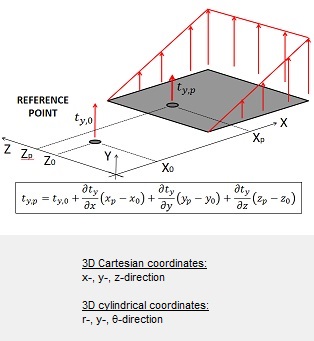 t_{y,p}
REFERENCE
POINT
t_{y,0}
X
Z
Z_p
Z_0
Y
X_0
X_p
t_{y,p} = t_{y,0} + \frac{\partial t_y}{\partial x}(x_p - x_0) + \frac{\partial t_y}{\partial y}(y_p - y_0) + \frac{\partial t_y}{\partial z}(z_p - z_0)
3D Cartesian coordinates:
x-, y-, z-direction
3D cylindrical coordinates:
r-, y-, θ-direction